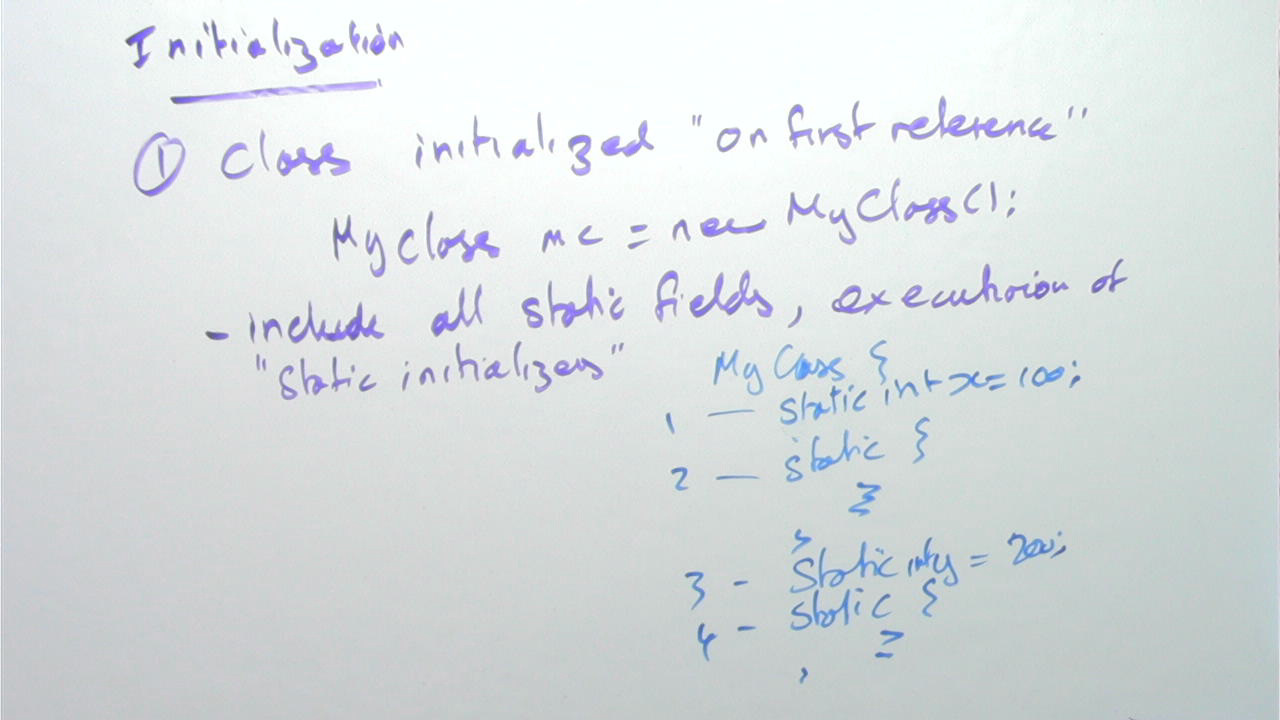 Initialization
① Class initialized "on first reference"
MyClass mc = new MyClass();
- include all static fields, execution of
"static initializers"
MyClass {
1 — static int x = 100;
2 — static {
}
}
3 - static int y = 200;
4 - static {
}